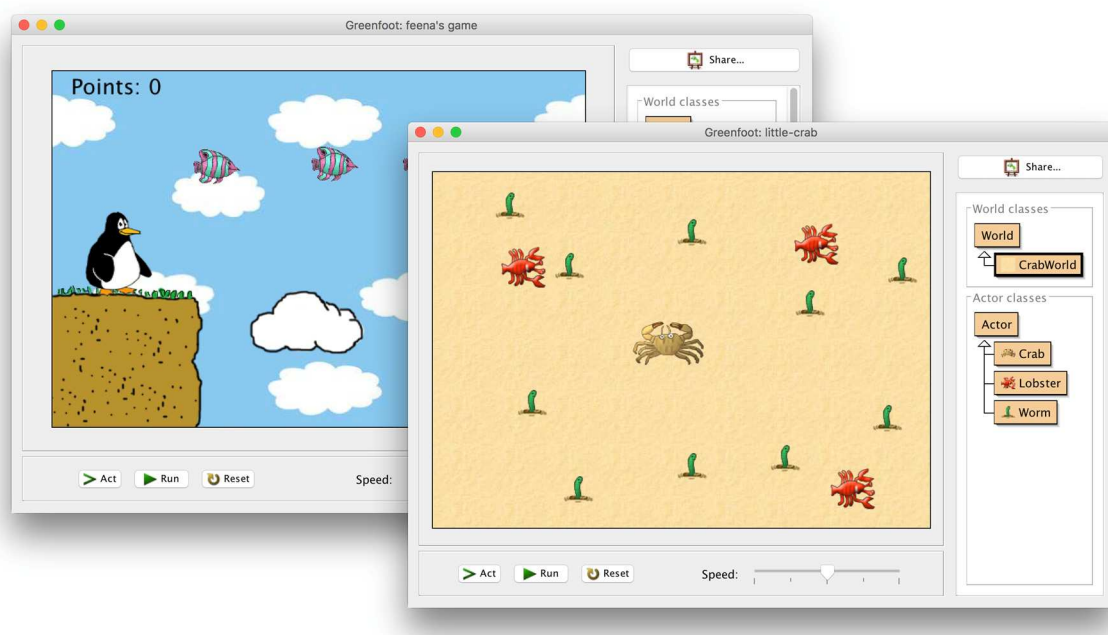 Greenfoot: feena's game
Points: 0
Share...
World classes
Act
Run
Reset
Speed:
Greenfoot: little-crab
Share...
World classes
World
CrabWorld
Actor classes
Actor
Crab
Lobster
Worm
Act
Run
Reset
Speed: